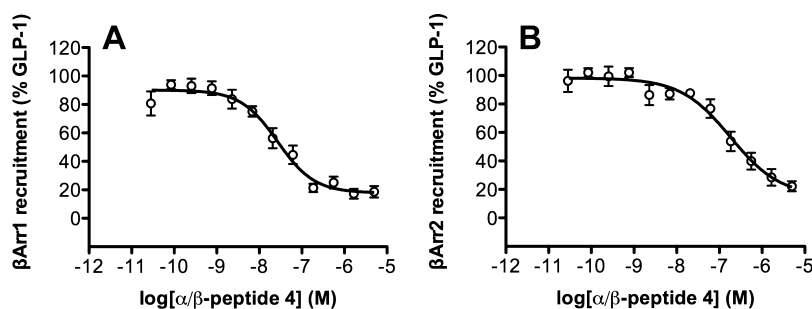 A
βArr1 recruitment (% GLP-1)
120
100
80
60
40
20
0
-12 -11 -10 -9 -8 -7 -6 -5
log[α/β-peptide 4] (M)
B
βArr2 recruitment (% GLP-1)
120
100
80
60
40
20
0
-12 -11 -10 -9 -8 -7 -6 -5
log[α/β-peptide 4] (M)